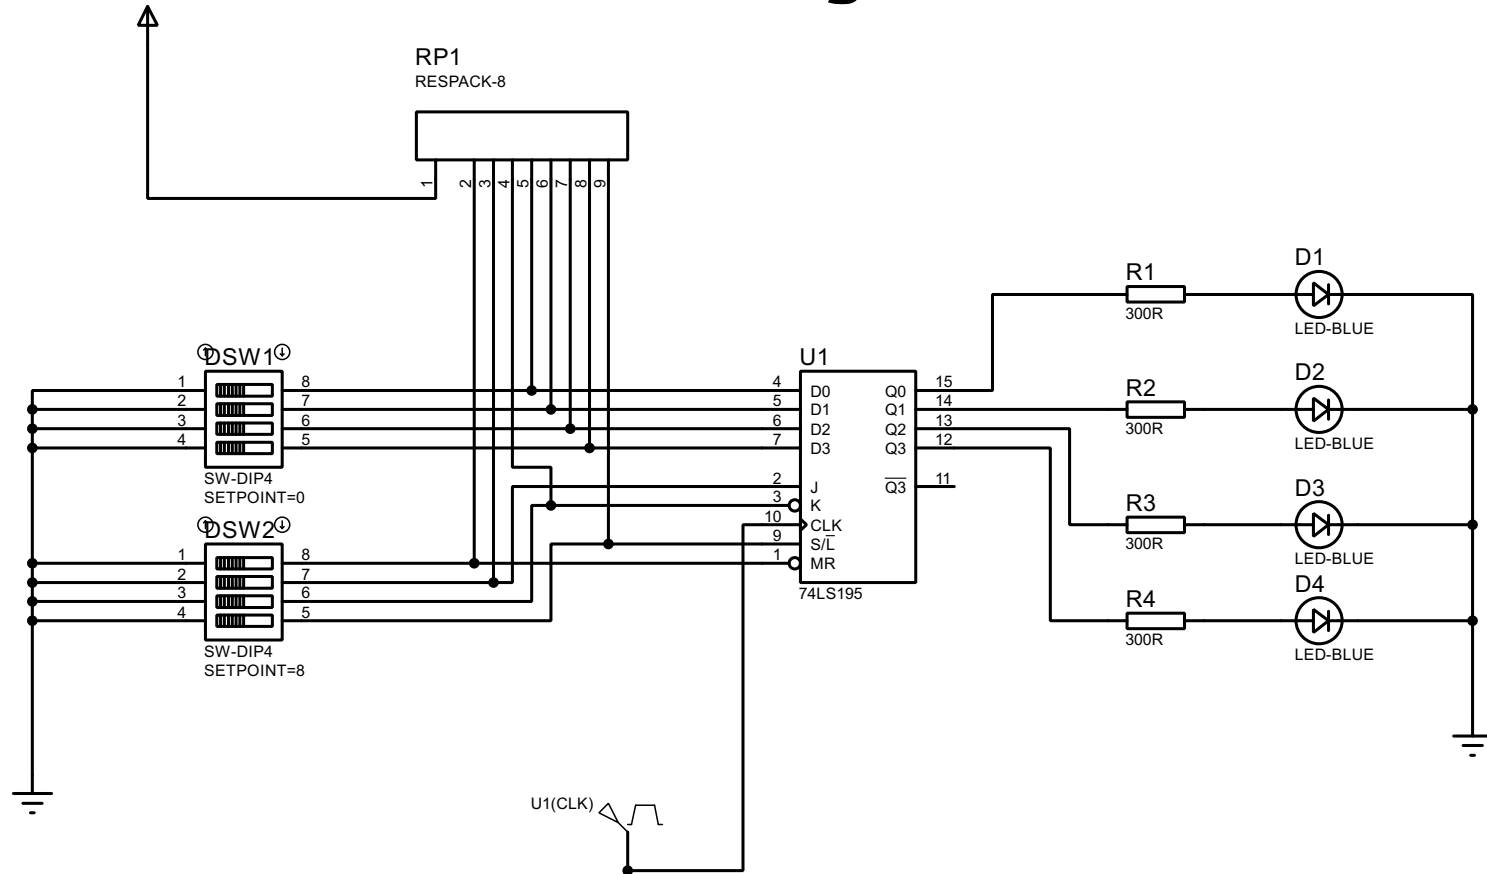 RP1
RESPACK-8
1 2 3 4 5 6 7 8 9
DSW1
1 8
2 7
3 6
4 5
SW-DIP4
SETPOINT=0
DSW2
1 8
2 7
3 6
4 5
SW-DIP4
SETPOINT=8
U1
4 D0 Q0 15
5 D1 Q1 14
6 D2 Q2 13
7 D3 Q3 12
2 J Q3 11
3 K
10 CLK
9 S/L
1 MR
74LS195
R1
300R
D1
LED-BLUE
R2
300R
D2
LED-BLUE
R3
300R
D3
LED-BLUE
R4
300R
D4
LED-BLUE
U1(CLK)